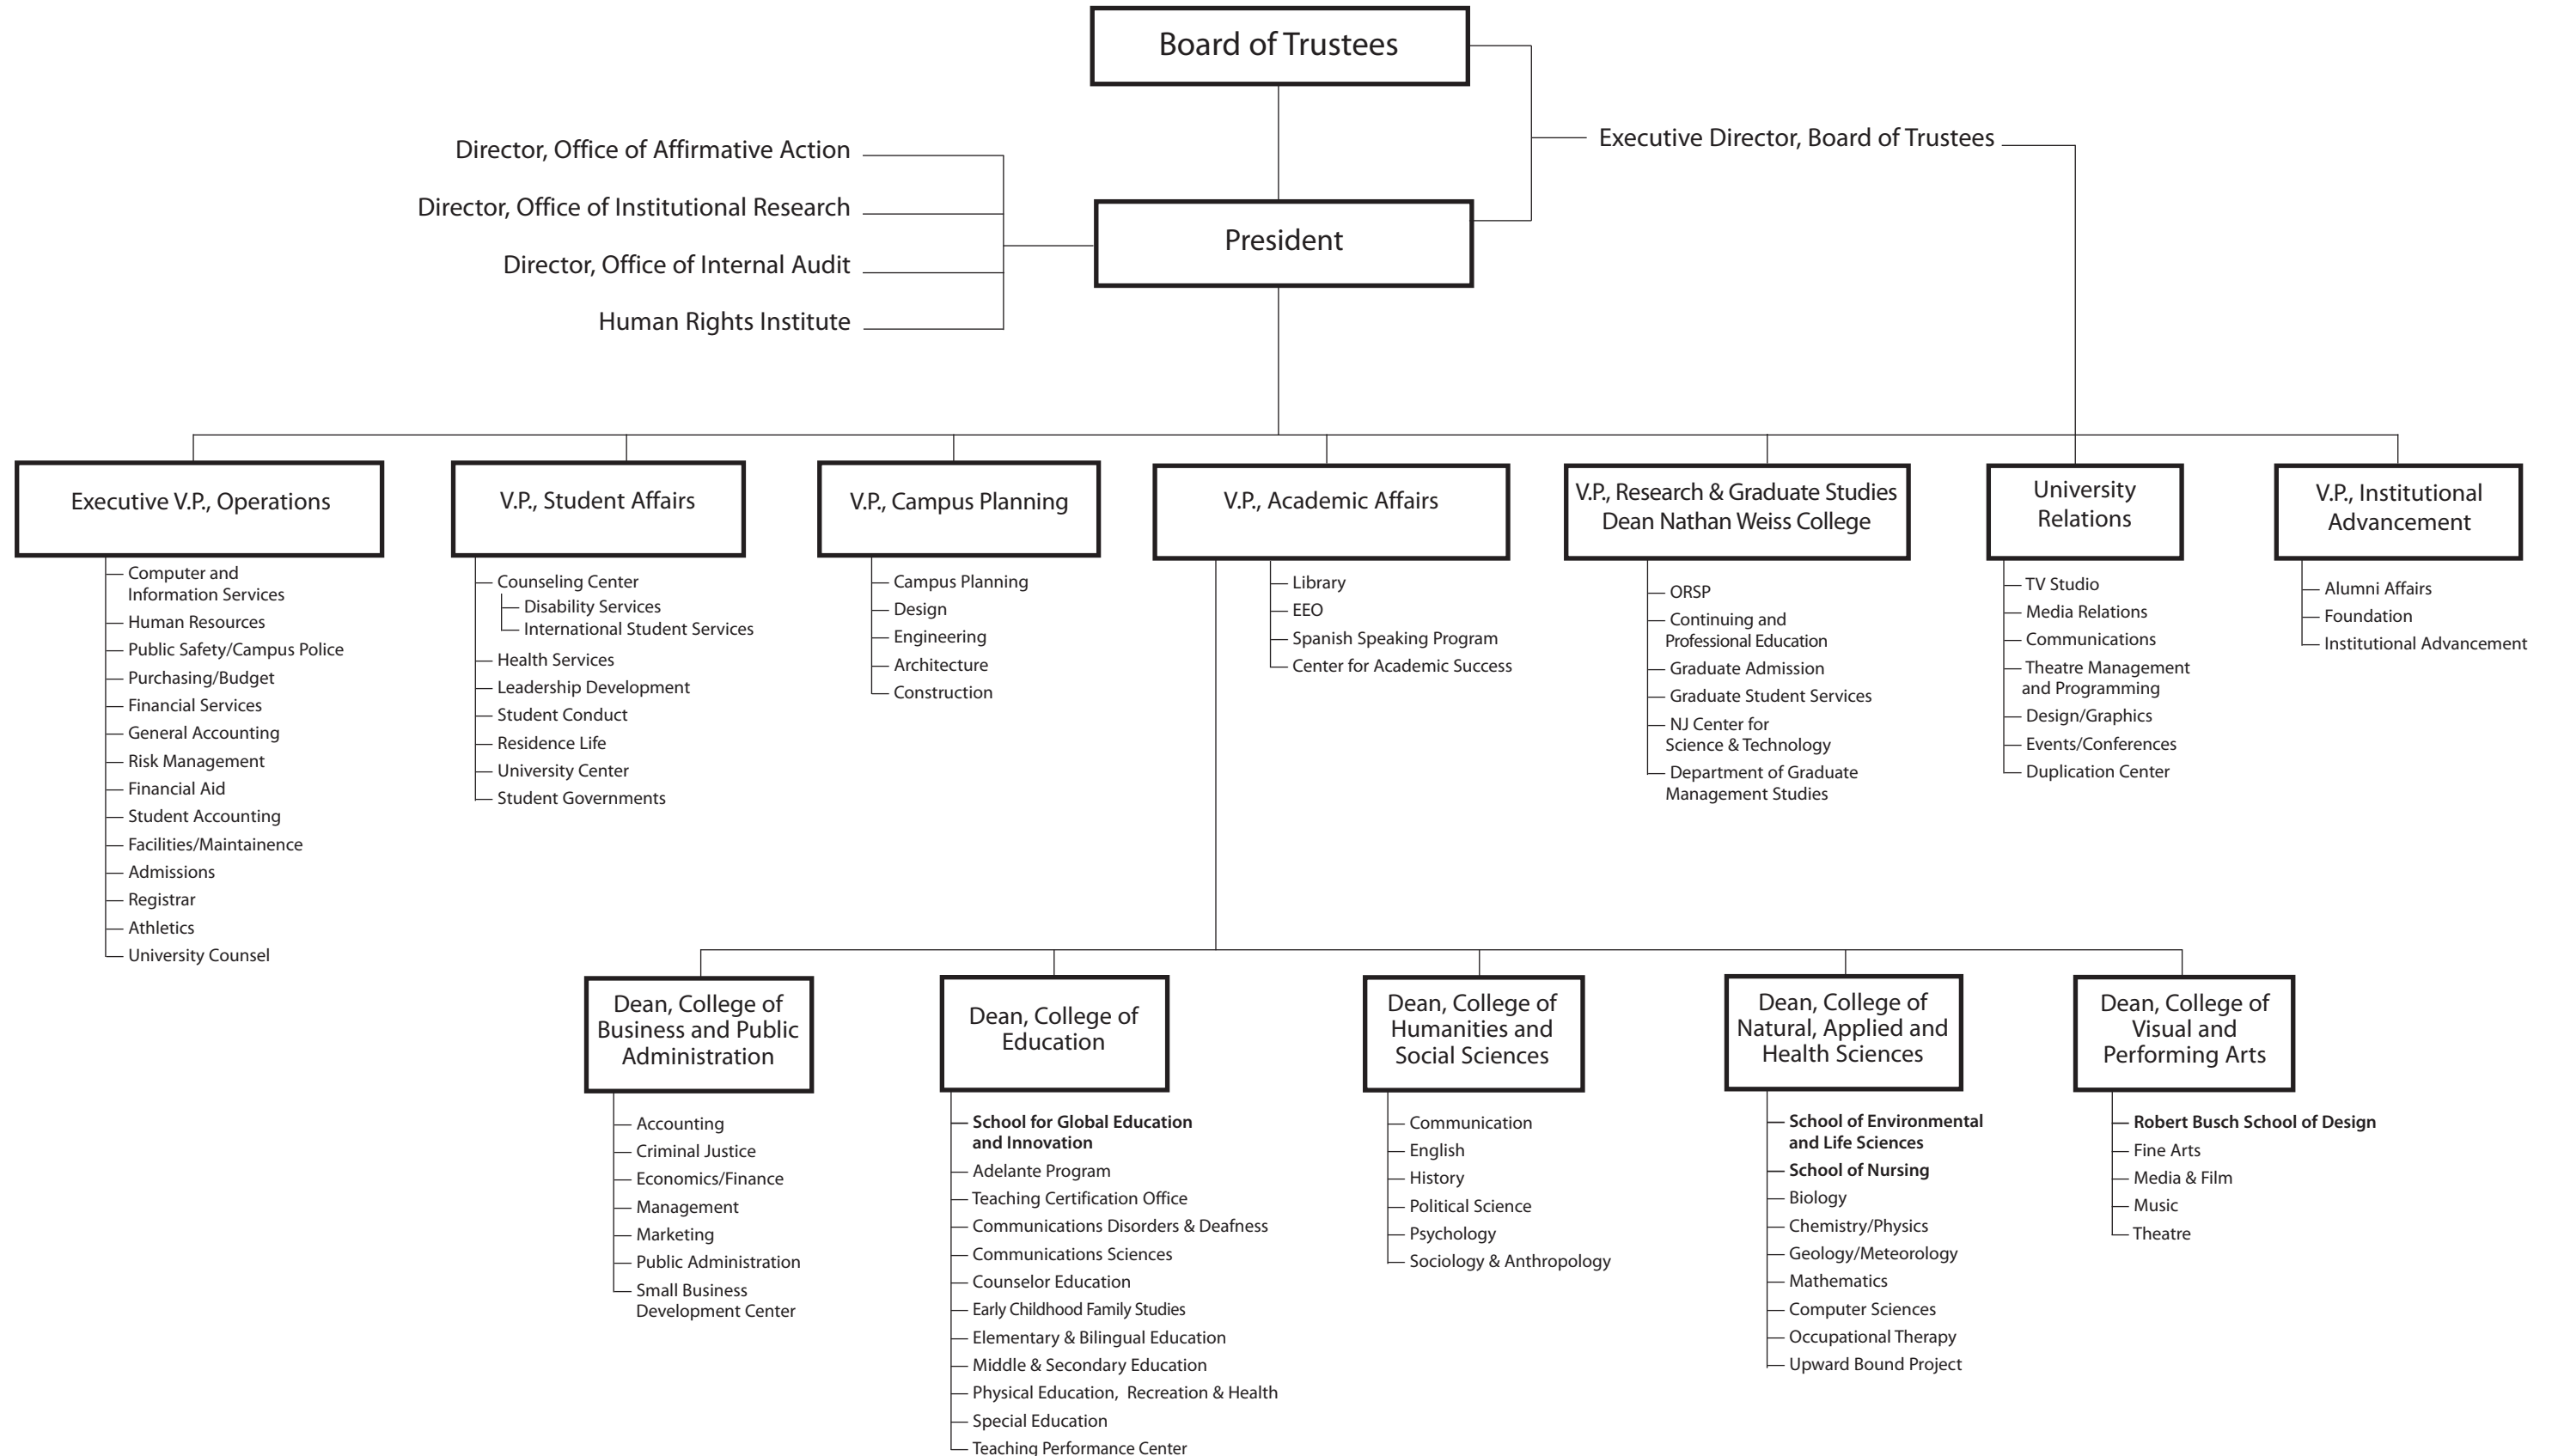 Board of Trustees
Executive Director, Board of Trustees
Director, Office of Affirmative Action
Director, Office of Institutional Research
Director, Office of Internal Audit
Human Rights Institute
President
Executive V.P., Operations
Computer and
Information Services
Human Resources
Public Safety/Campus Police
Purchasing/Budget
Financial Services
General Accounting
Risk Management
Financial Aid
Student Accounting
Facilities/Maintainence
Admissions
Registrar
Athletics
University Counsel
V.P., Student Affairs
Counseling Center
Disability Services
International Student Services
Health Services
Leadership Development
Student Conduct
Residence Life
University Center
Student Governments
V.P., Campus Planning
Campus Planning
Design
Engineering
Architecture
Construction
V.P., Academic Affairs
Library
EEO
Spanish Speaking Program
Center for Academic Success
V.P., Research & Graduate Studies
Dean Nathan Weiss College
ORSP
Continuing and
Professional Education
Graduate Admission
Graduate Student Services
NJ Center for
Science & Technology
Department of Graduate
Management Studies
University
Relations
TV Studio
Media Relations
Communications
Theatre Management
and Programming
Design/Graphics
Events/Conferences
Duplication Center
V.P., Institutional
Advancement
Alumni Affairs
Foundation
Institutional Advancement
Dean, College of
Business and Public
Administration
Accounting
Criminal Justice
Economics/Finance
Management
Marketing
Public Administration
Small Business
Development Center
Dean, College of
Education
School for Global Education
and Innovation
Adelante Program
Teaching Certification Office
Communications Disorders & Deafness
Communications Sciences
Counselor Education
Early Childhood Family Studies
Elementary & Bilingual Education
Middle & Secondary Education
Physical Education, Recreation & Health
Special Education
Teaching Performance Center
Dean, College of
Humanities and
Social Sciences
Communication
English
History
Political Science
Psychology
Sociology & Anthropology
Dean, College of
Natural, Applied and
Health Sciences
School of Environmental
and Life Sciences
School of Nursing
Biology
Chemistry/Physics
Geology/Meteorology
Mathematics
Computer Sciences
Occupational Therapy
Upward Bound Project
Dean, College of
Visual and
Performing Arts
Robert Busch School of Design
Fine Arts
Media & Film
Music
Theatre